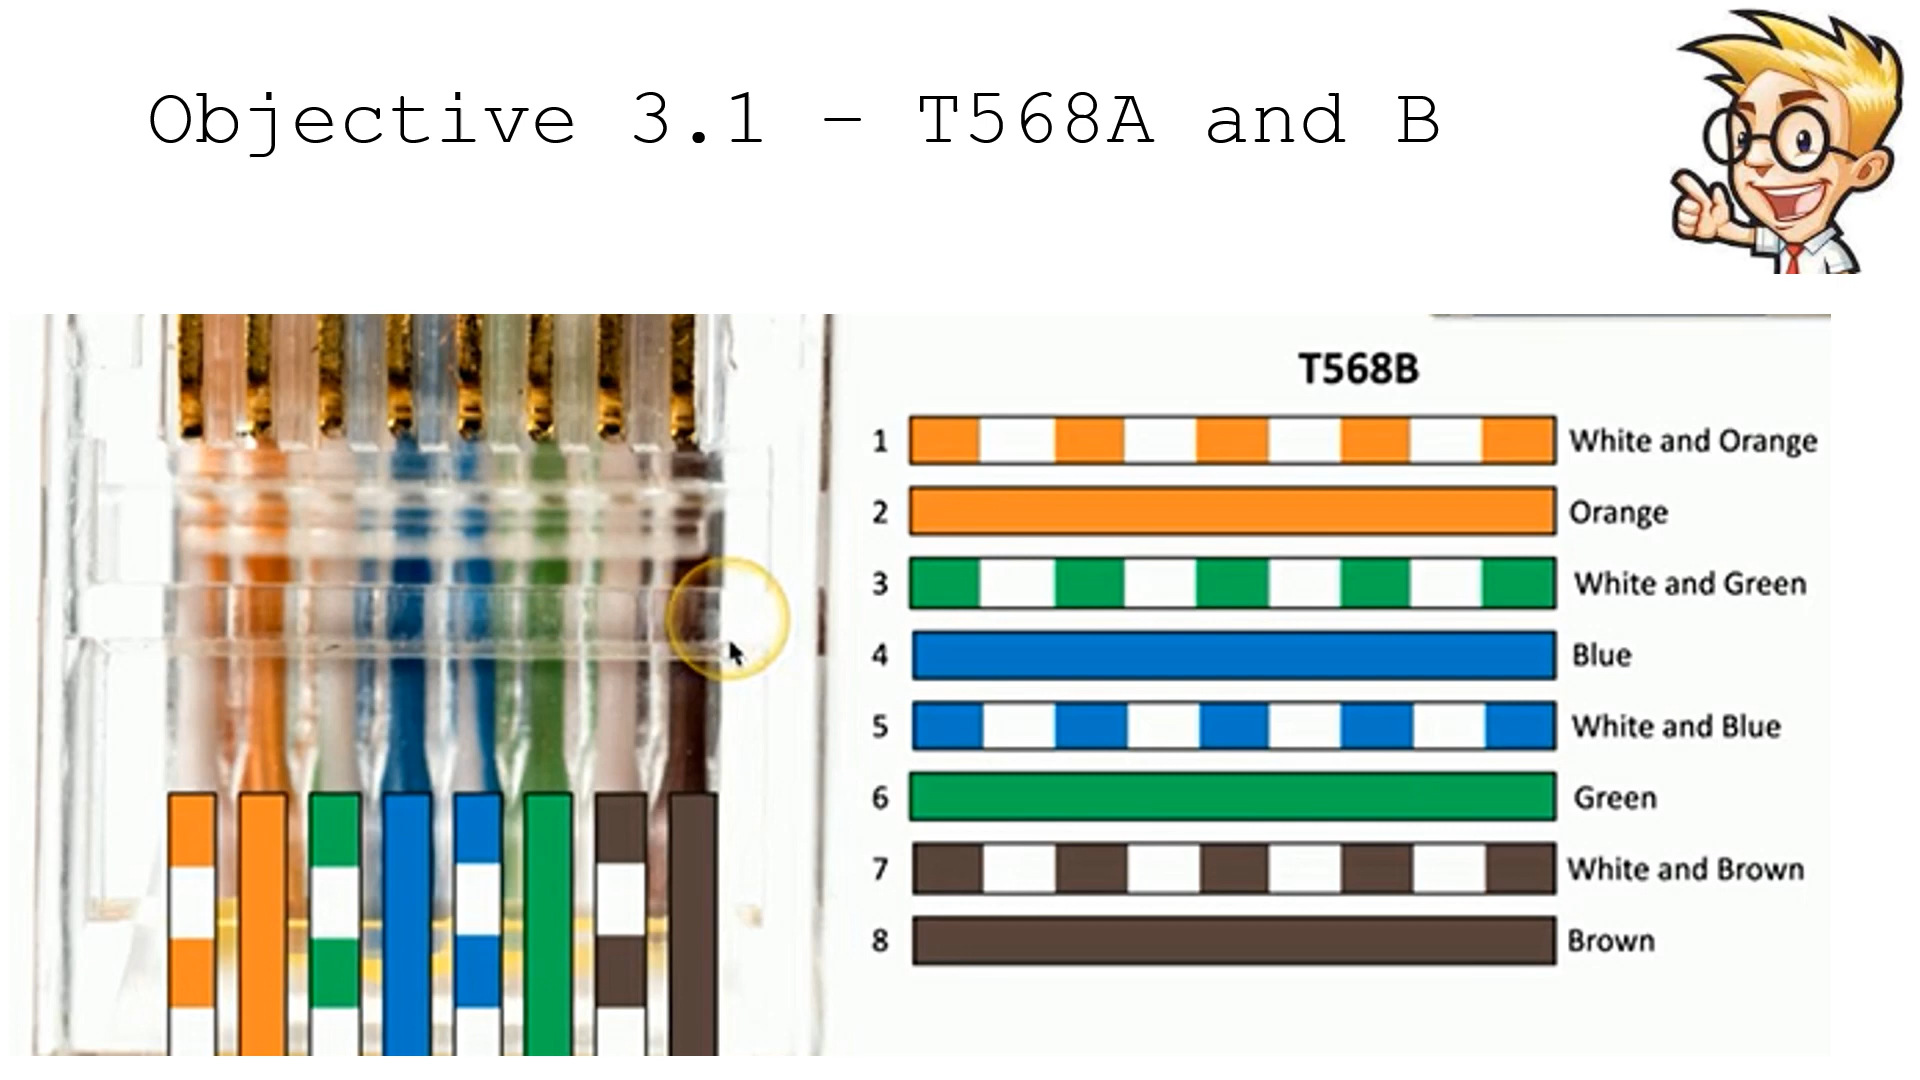 Objective 3.1 – T568A and B
T568B
1 White and Orange
2 Orange
3 White and Green
4 Blue
5 White and Blue
6 Green
7 White and Brown
8 Brown